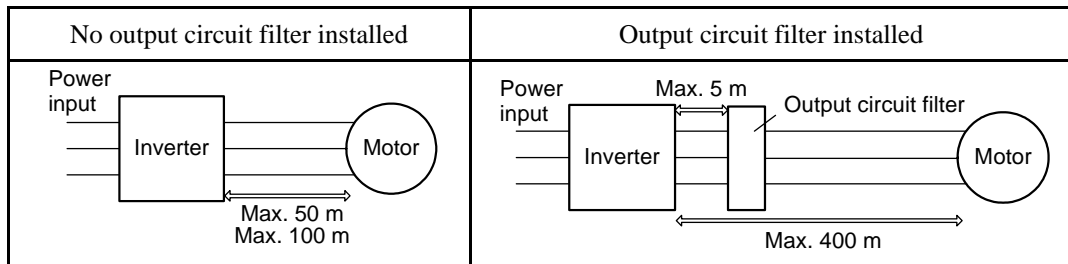 No output circuit filter installed
Output circuit filter installed
Power
input
Inverter
Motor
Max. 50 m
Max. 100 m
Power
input
Max. 5 m
Output circuit filter
Inverter
Motor
Max. 400 m